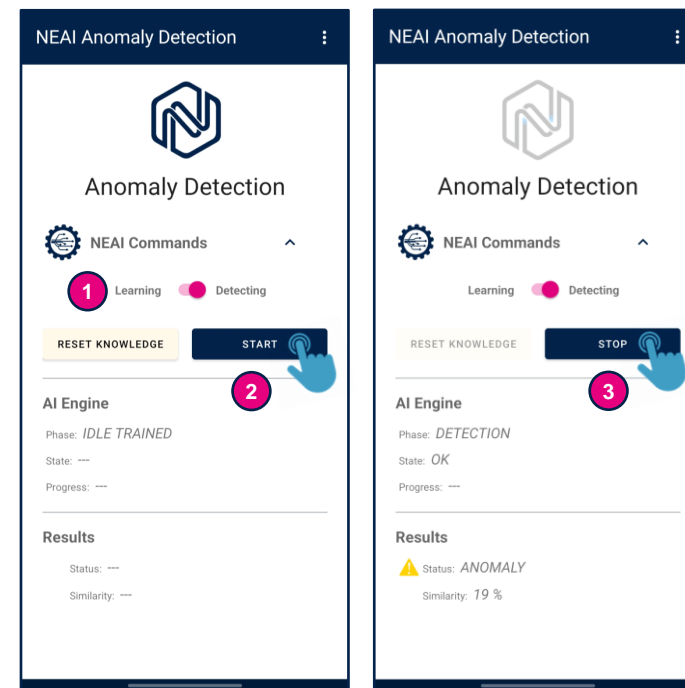 NEAI Anomaly Detection
Anomaly Detection
NEAI Commands
1
Learning Detecting
RESET KNOWLEDGE START
2
AI Engine
Phase: IDLE TRAINED
State: ---
Progress: ---
Results
Status: ---
Similarity: ---
NEAI Anomaly Detection
Anomaly Detection
NEAI Commands
Learning Detecting
RESET KNOWLEDGE STOP
3
AI Engine
Phase: DETECTION
State: OK
Progress: ---
Results
Status: ANOMALY
Similarity: 19 %